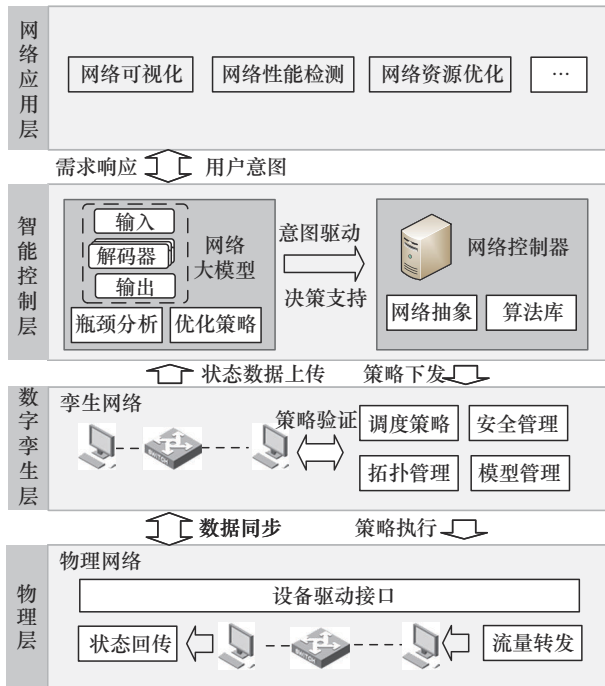 网络应用层
网络可视化
网络性能检测
网络资源优化
…
需求响应
用户意图
智能控制层
输入
解码器
输出
网络
大模型
瓶颈分析
优化策略
意图驱动
决策支持
网络控制器
网络抽象
算法库
状态数据上传
策略下发
数字孪生层
孪生网络
SWITCH
策略验证
调度策略
安全管理
拓扑管理
模型管理
数据同步
策略执行
物理层
物理网络
设备驱动接口
状态回传
SWITCH
流量转发